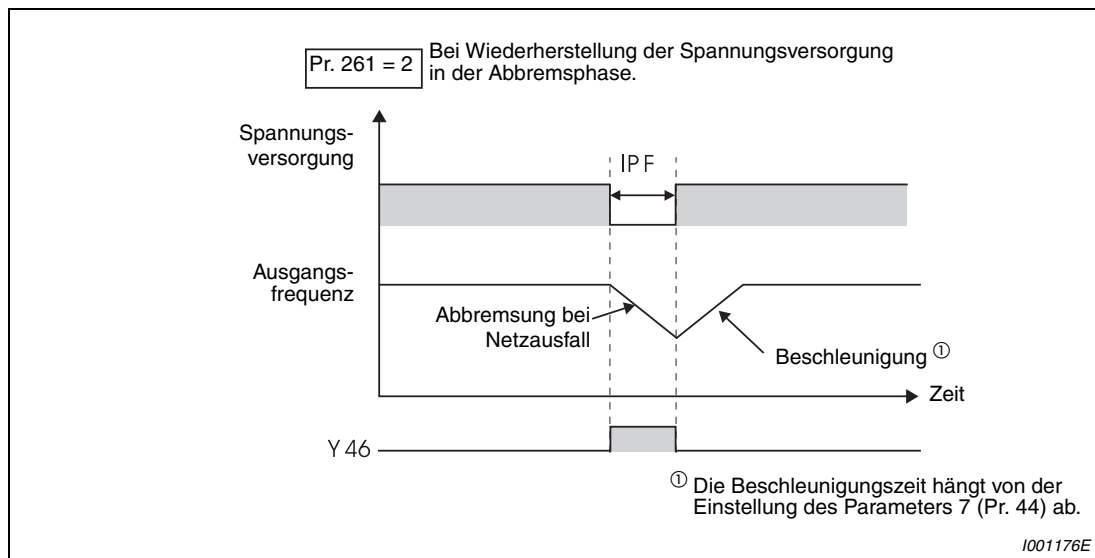 Pr. 261 = 2
Bei Wiederherstellung der Spannungsversorgung
in der Abbremsphase.
Spannungs-
versorgung
IPF
Ausgangs-
frequenz
Abbremsung bei
Netzausfall
Beschleunigung ①
Zeit
Y 46
① Die Beschleunigungszeit hängt von der
Einstellung des Parameters 7 (Pr. 44) ab.
I001176E